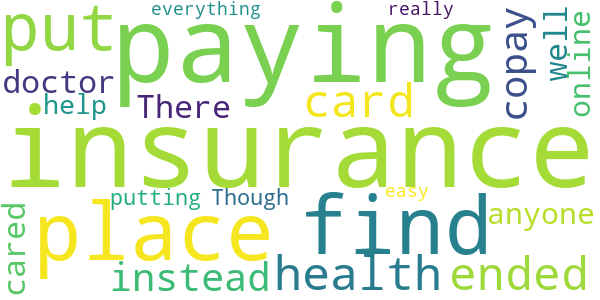 everything
really
put
paying
copay
well
online
doctor
help
There
card
insurance
putting
Though
easy
cared
place
find
anyone
instead
health
ended